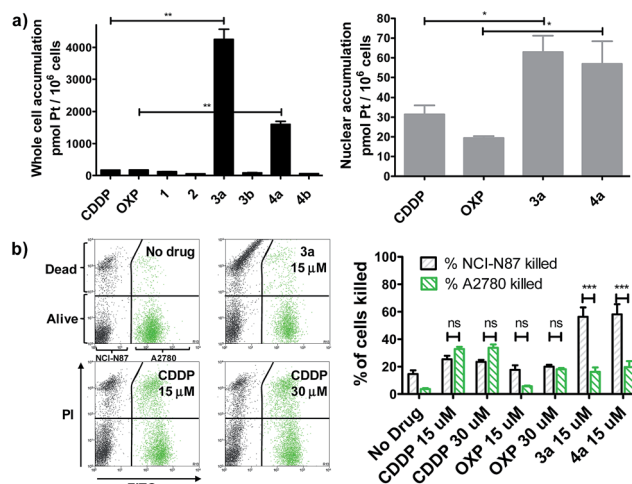 a)
Whole cell accumulation
pmol Pt / 10⁶ cells
4000
3000
2000
1000
0
**
**
CDDP
OXP
1
2
3a
3b
4a
4b
Nuclear accumulation
pmol Pt / 10⁶ cells
80
70
60
50
40
30
20
10
0
*
*
CDDP
OXP
3a
4a
b)
Dead
Alive
No drug
3a
15 µM
NCI-N87
A2780
PI
CDDP
15 µM
CDDP
30 µM
% of cells killed
100
80
60
40
20
0
% NCI-N87 killed
% A2780 killed
ns
ns
ns
ns
***
***
No Drug
CDDP 15 uM
CDDP 30 uM
OXP 15 uM
OXP 30 uM
3a 15 uM
4a 15 uM